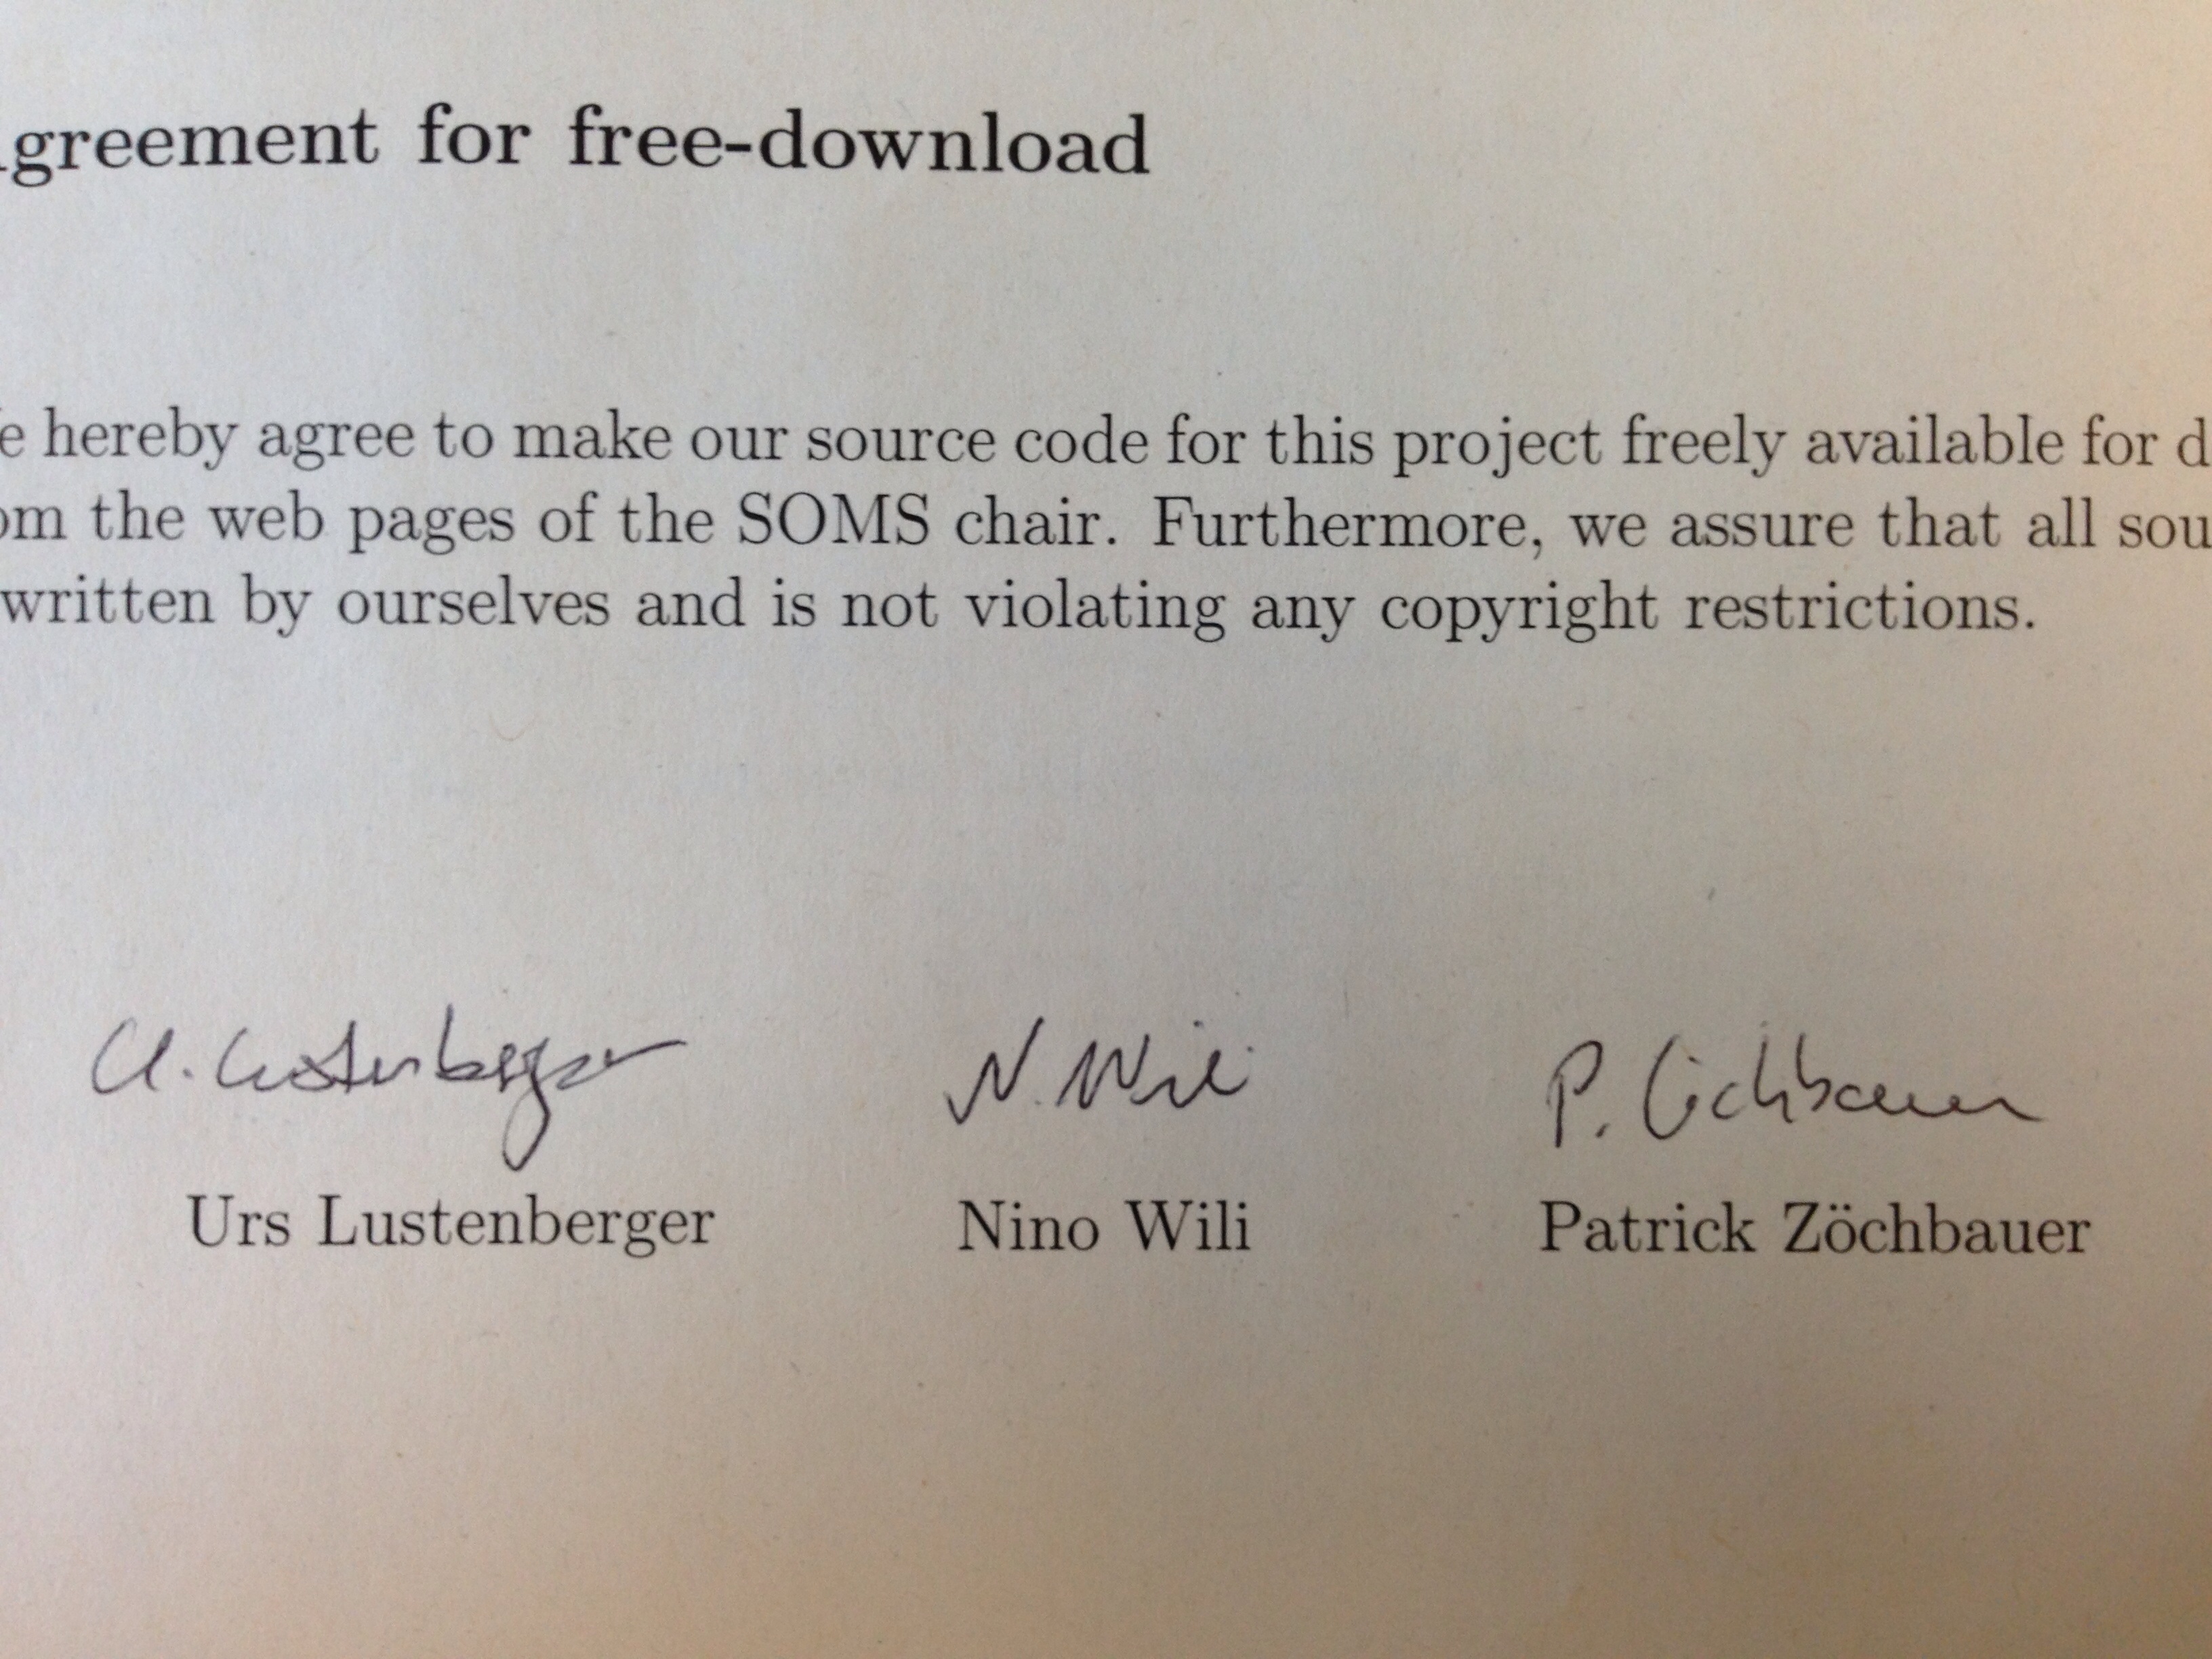 greement for free-download
e hereby agree to make our source code for this project freely available for d
om the web pages of the SOMS chair. Furthermore, we assure that all sou
written by ourselves and is not violating any copyright restrictions.
U. Lustenberger N. Wili P. Zöchbauer
Urs Lustenberger Nino Wili Patrick Zöchbauer